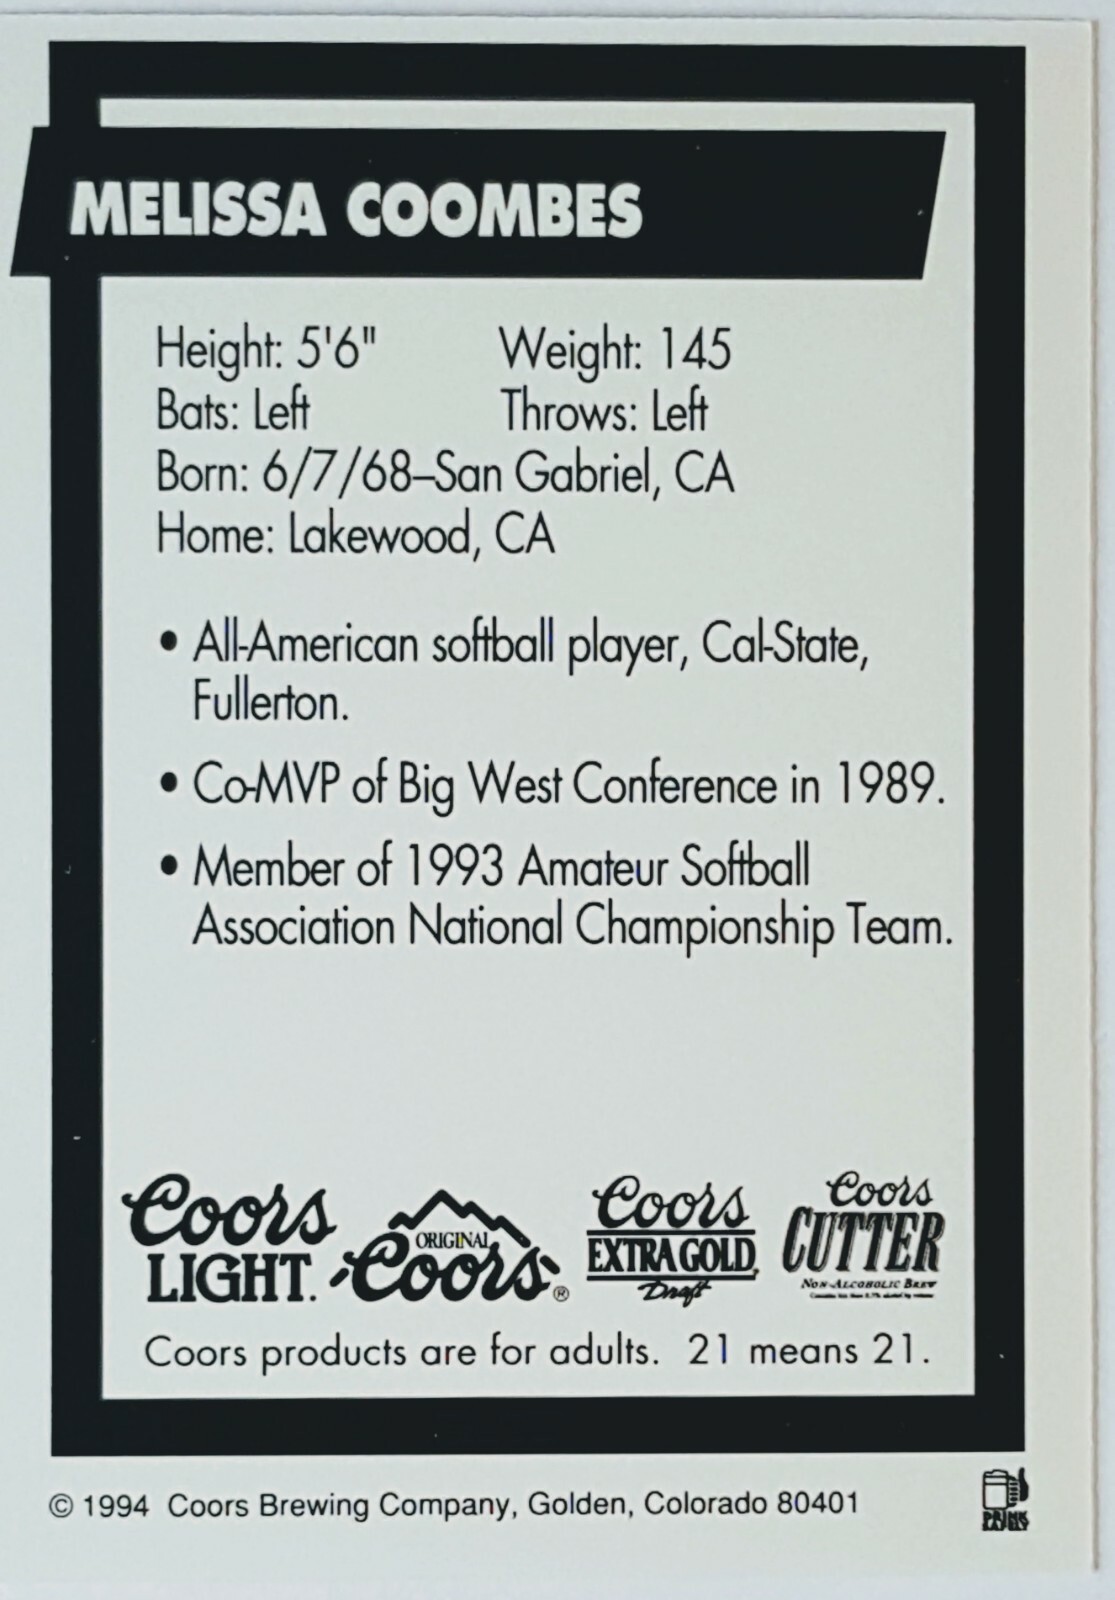 MELISSA COOMBES
Height: 5'6" Weight: 145
Bats: Left Throws: Left
Born: 6/7/68–San Gabriel, CA
Home: Lakewood, CA
• All-American softball player, Cal-State,
Fullerton.
• Co-MVP of Big West Conference in 1989.
• Member of 1993 Amateur Softball
Association National Championship Team.
Coors
LIGHT.
ORIGINAL
Coors®
Coors
EXTRA GOLD
Draft
Coors
CUTTER
NON-ALCOHOLIC BREW
Coors products are for adults. 21 means 21.
© 1994 Coors Brewing Company, Golden, Colorado 80401